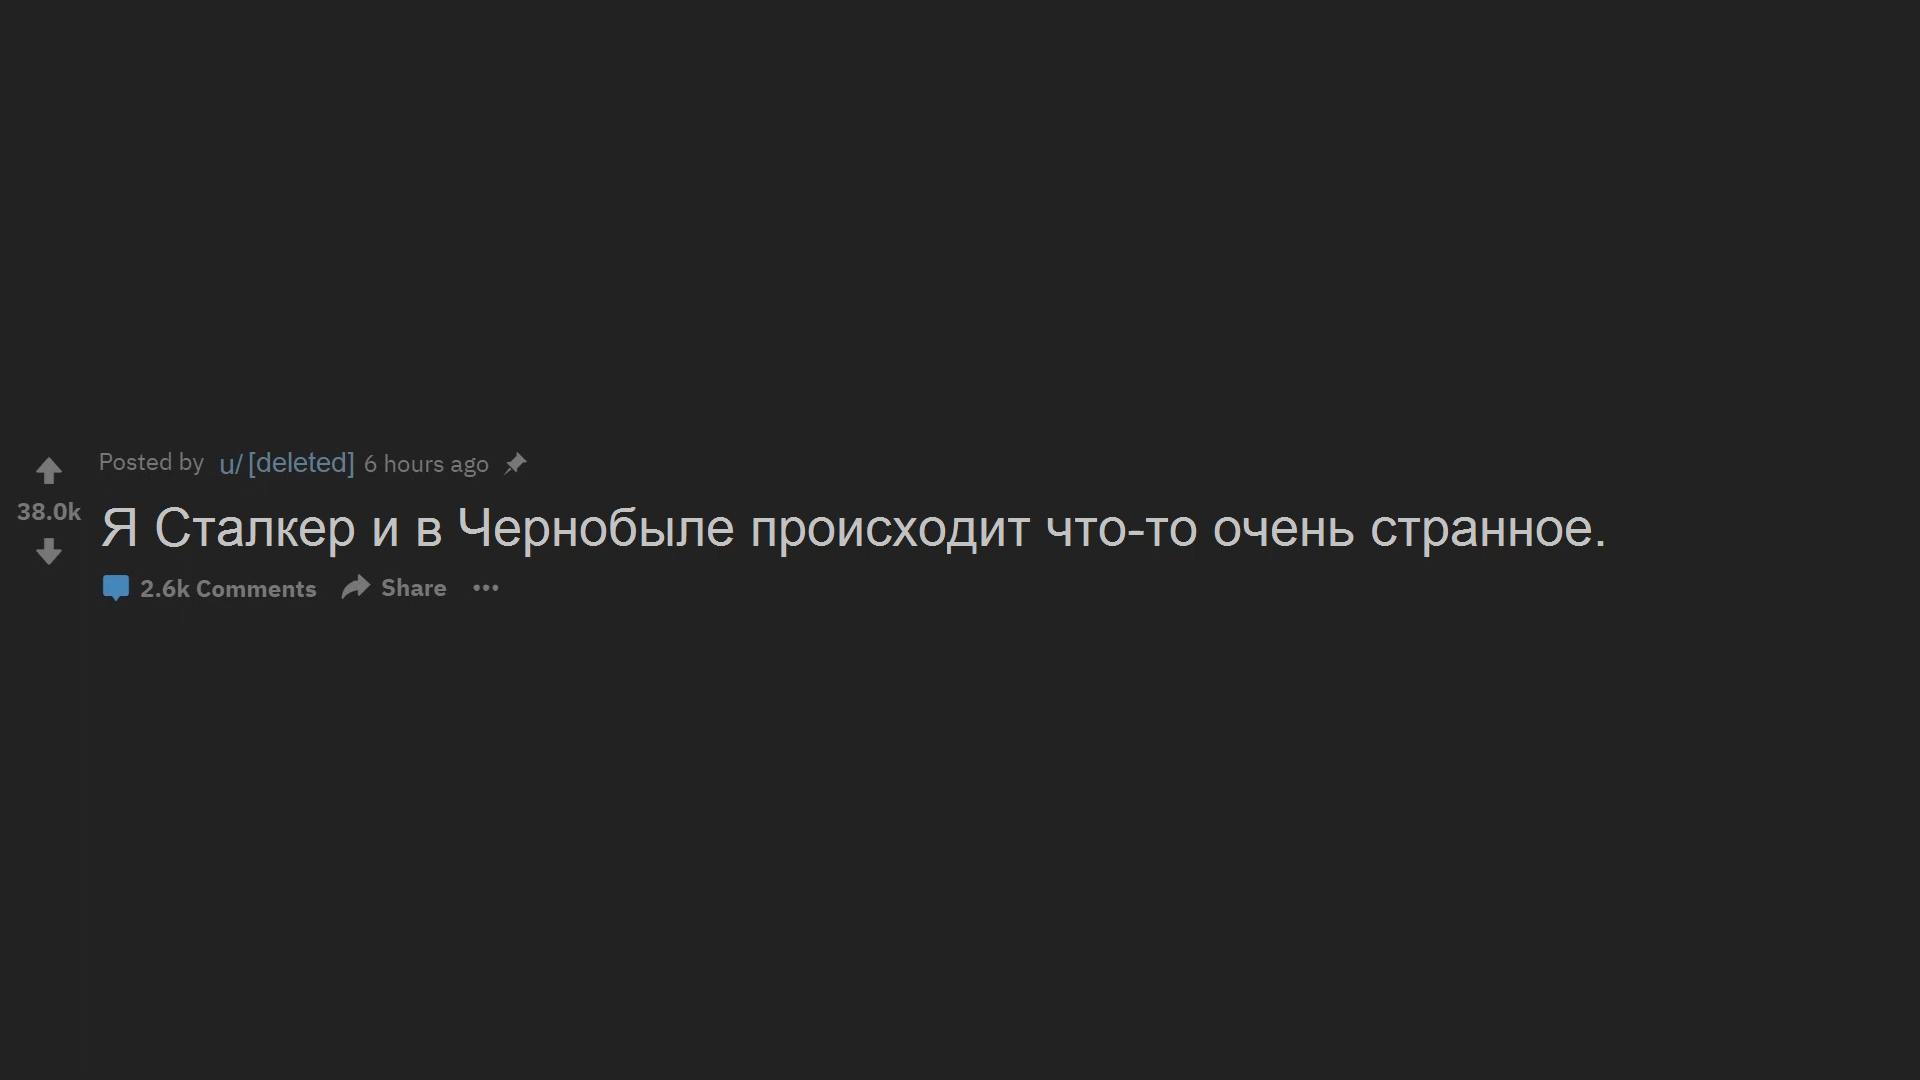 Posted by u/[deleted] 6 hours ago
38.0k
Я Сталкер и в Чернобыле происходит что-то очень странное.
2.6k Comments Share